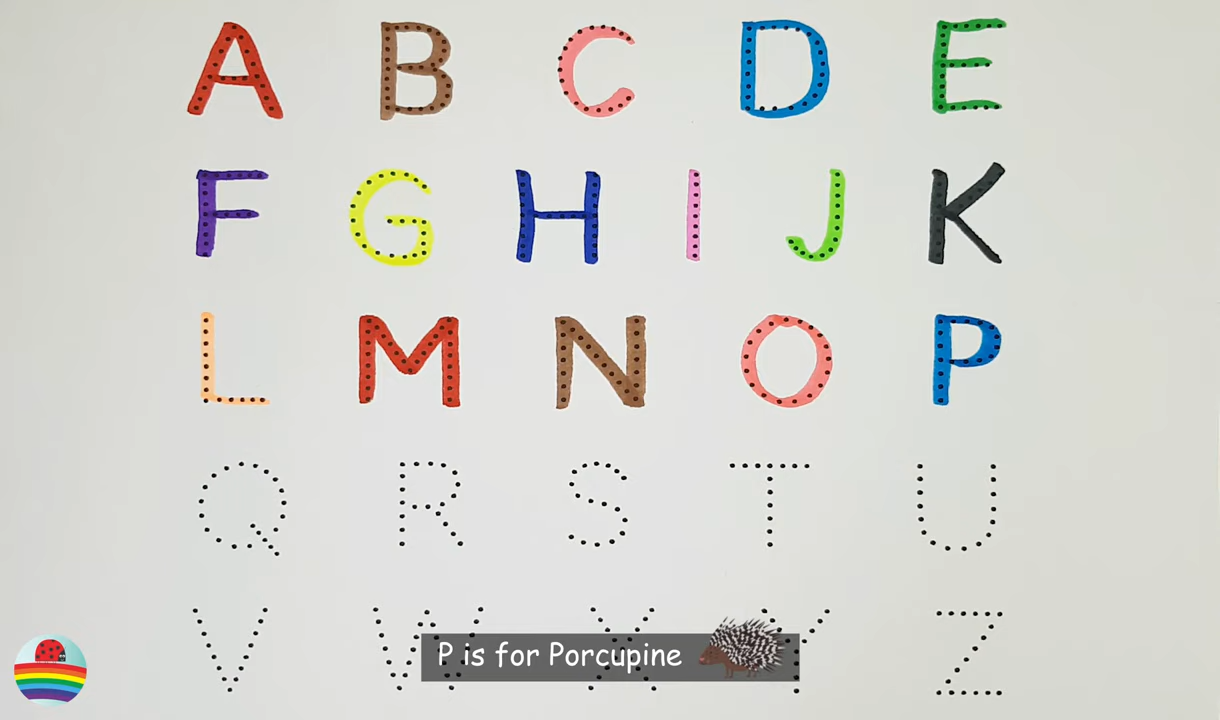 A B C D E
F G H I J K
L M N O P
Q R S T U
V W X Y Z
P is for Porcupine